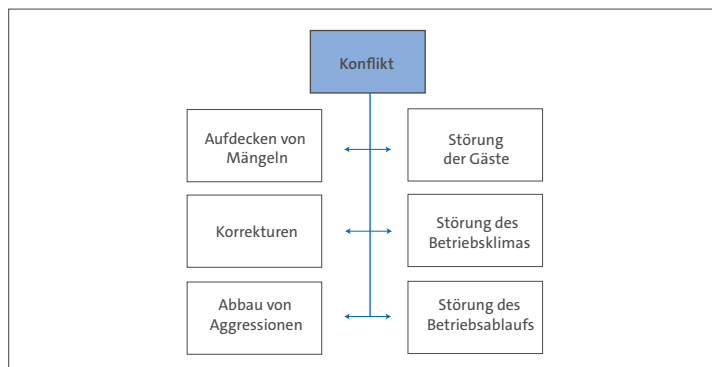 Konflikt
Aufdecken von
Mängeln
Störung
der Gäste
Korrekturen
Störung des
Betriebsklimas
Abbau von
Aggressionen
Störung des
Betriebsablaufs